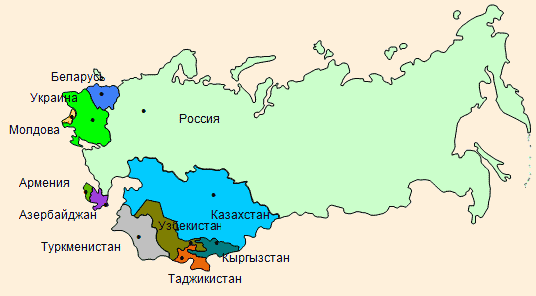 Беларусь
Украина
Россия
Молдова
Армения
Азербайджан
Казахстан
Узбекистан
Туркменистан
Кыргызстан
Таджикистан